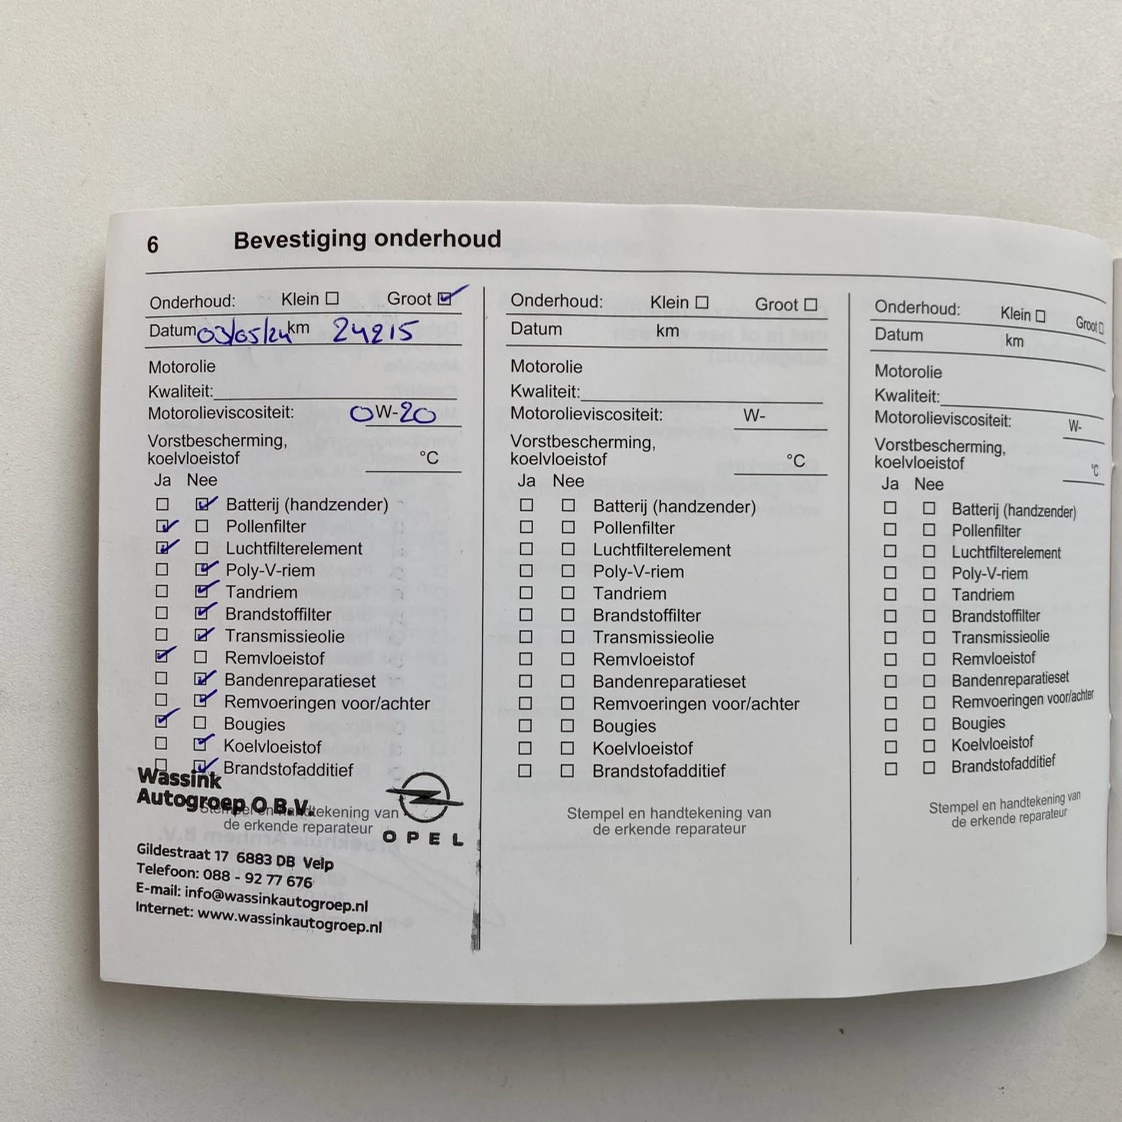 6 Bevestiging onderhoud
Onderhoud: Klein Groot
Datum 03/05/24 km 24215
Motorolie
Kwaliteit:
Motorolieviscositeit: 0W-20
Vorstbescherming,
koelvloeistof °C
Ja Nee
Batterij (handzender)
Pollenfilter
Luchtfilterelement
Poly-V-riem
Tandriem
Brandstoffilter
Transmissieolie
Remvloeistof
Bandenreparatieset
Remvoeringen voor/achter
Bougies
Koelvloeistof
Brandstofadditief
Stempel en handtekening van
de erkende reparateur
Wassink
Autogroep O B.V.
OPEL
Gildestraat 17 6883 DB Velp
Telefoon: 088 - 92 77 676
E-mail: info@wassinkautogroep.nl
Internet: www.wassinkautogroep.nl
Onderhoud: Klein Groot
Datum km
Motorolie
Kwaliteit:
Motorolieviscositeit: W-
Vorstbescherming,
koelvloeistof °C
Ja Nee
Batterij (handzender)
Pollenfilter
Luchtfilterelement
Poly-V-riem
Tandriem
Brandstoffilter
Transmissieolie
Remvloeistof
Bandenreparatieset
Remvoeringen voor/achter
Bougies
Koelvloeistof
Brandstofadditief
Stempel en handtekening van
de erkende reparateur
Onderhoud: Klein Groot
Datum km
Motorolie
Kwaliteit:
Motorolieviscositeit: W-
Vorstbescherming,
koelvloeistof °C
Ja Nee
Batterij (handzender)
Pollenfilter
Luchtfilterelement
Poly-V-riem
Tandriem
Brandstoffilter
Transmissieolie
Remvloeistof
Bandenreparatieset
Remvoeringen voor/achter
Bougies
Koelvloeistof
Brandstofadditief
Stempel en handtekening van
de erkende reparateur